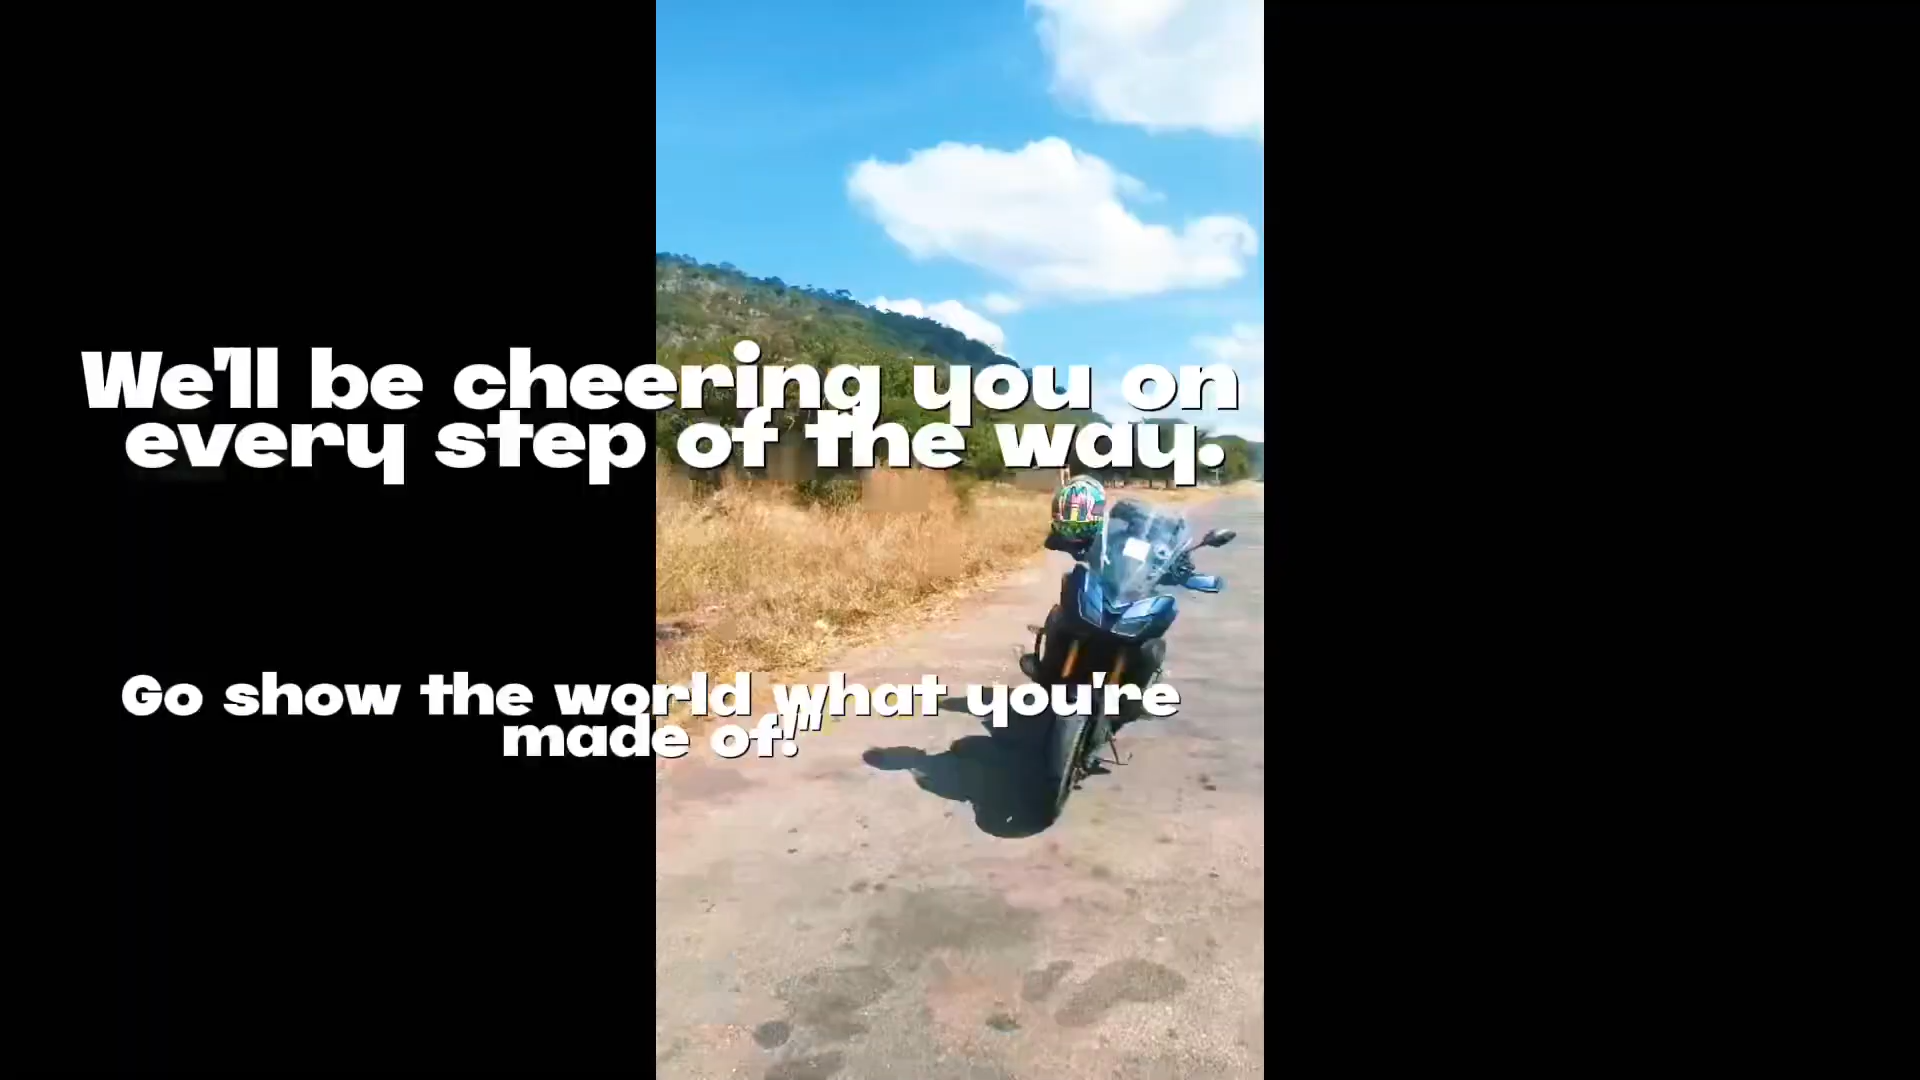 We'll be cheering you on
every step of the way.
Go show the world what you're
made of!"